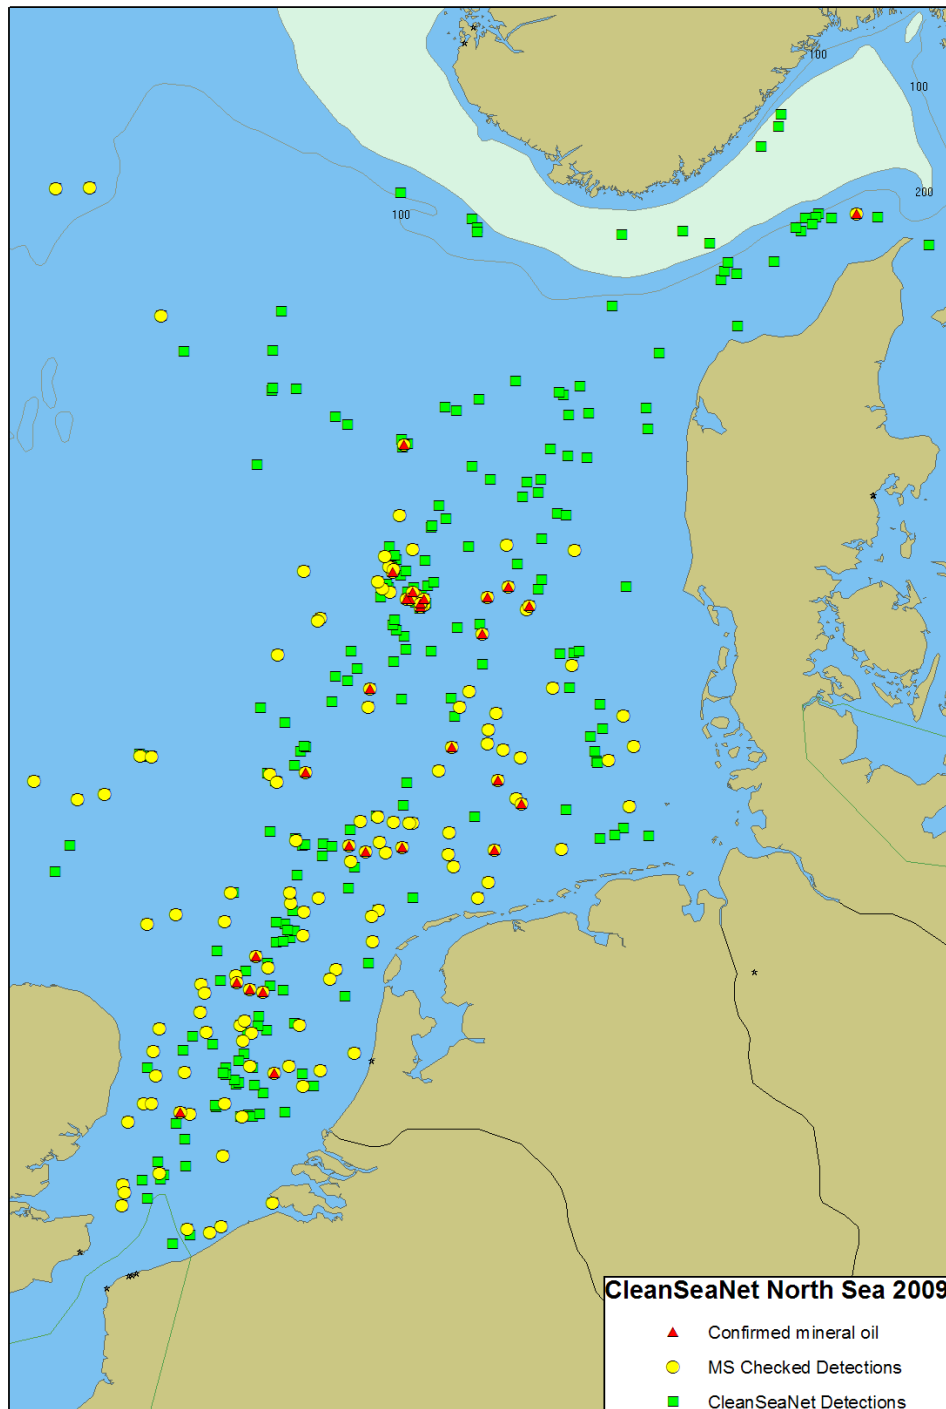 100
100
200
100
CleanSeaNet North Sea 2009
Confirmed mineral oil
MS Checked Detections
CleanSeaNet Detections